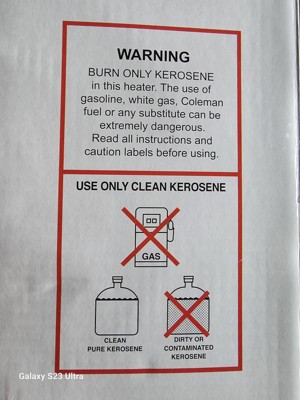 WARNING
BURN ONLY KEROSENE
in this heater. The use of
gasoline, white gas, Coleman
fuel or any substitute can be
extremely dangerous.
Read all instructions and
caution labels before using.
USE ONLY CLEAN KEROSENE
GAS
CLEAN
PURE KEROSENE
DIRTY OR
CONTAMINATED
KEROSENE
Galaxy S23 Ultra